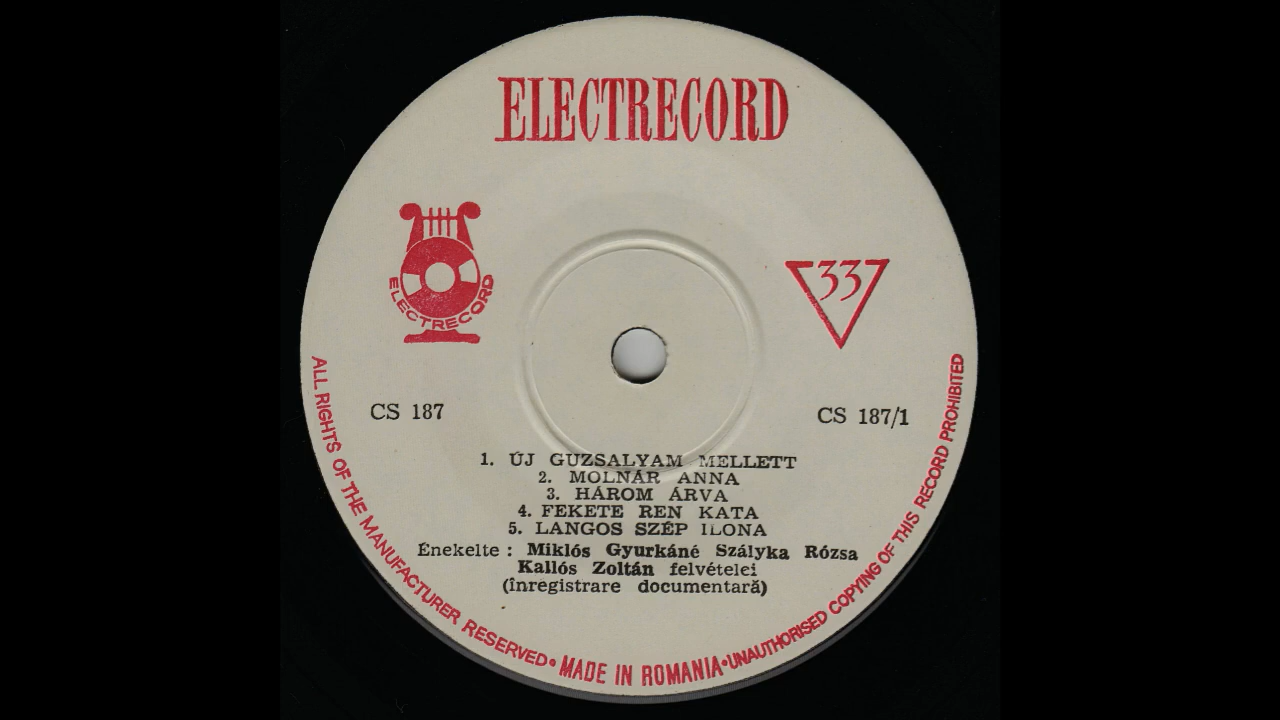 ELECTRECORD
ELECTRECORD
33
CS 187
CS 187/1
1. ÚJ GUZSALYAM MELLETT
2. MOLNÁR ANNA
3. HÁROM ÁRVA
4. FEKETE REN KATA
5. LANGOS SZÉP ILONA
Énekelte : Miklós Gyurkáné Szályka Rózsa
Kallós Zoltán felvételei
(înregistrare documentară)
ALL RIGHTS OF THE MANUFACTURER RESERVED • MADE IN ROMANIA • UNAUTHORISED COPYING OF THIS RECORD PROHIBITED